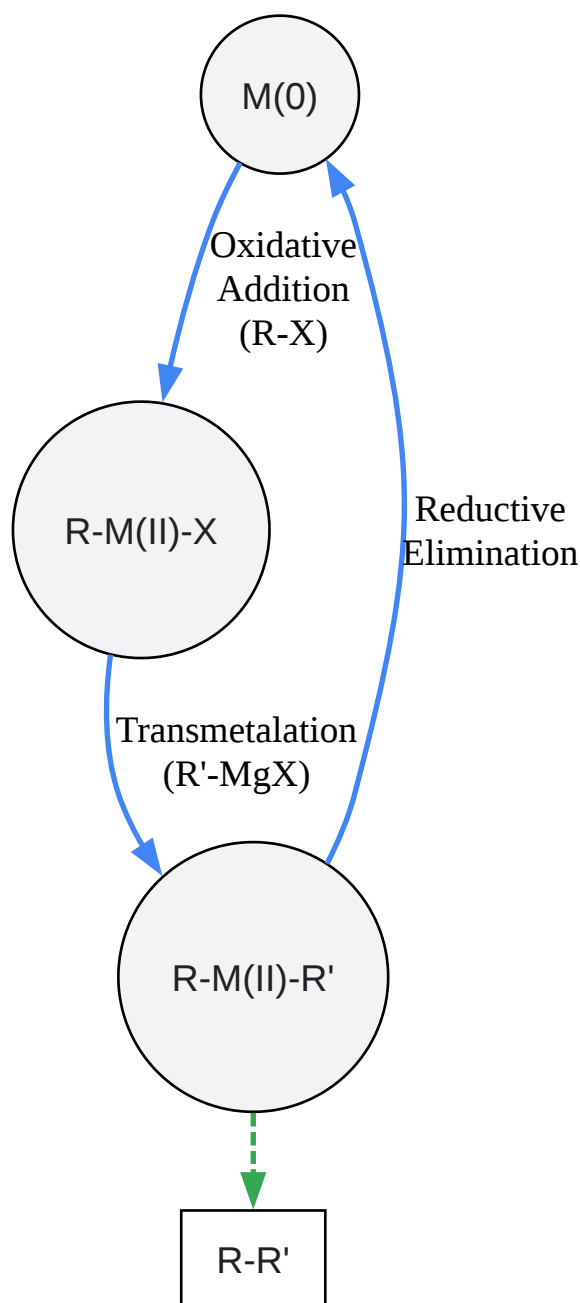 M(0)
Oxidative
Addition
(R-X)
R-M(II)-X
Reductive
Elimination
Transmetalation
(R'-MgX)
R-M(II)-R'
R-R'